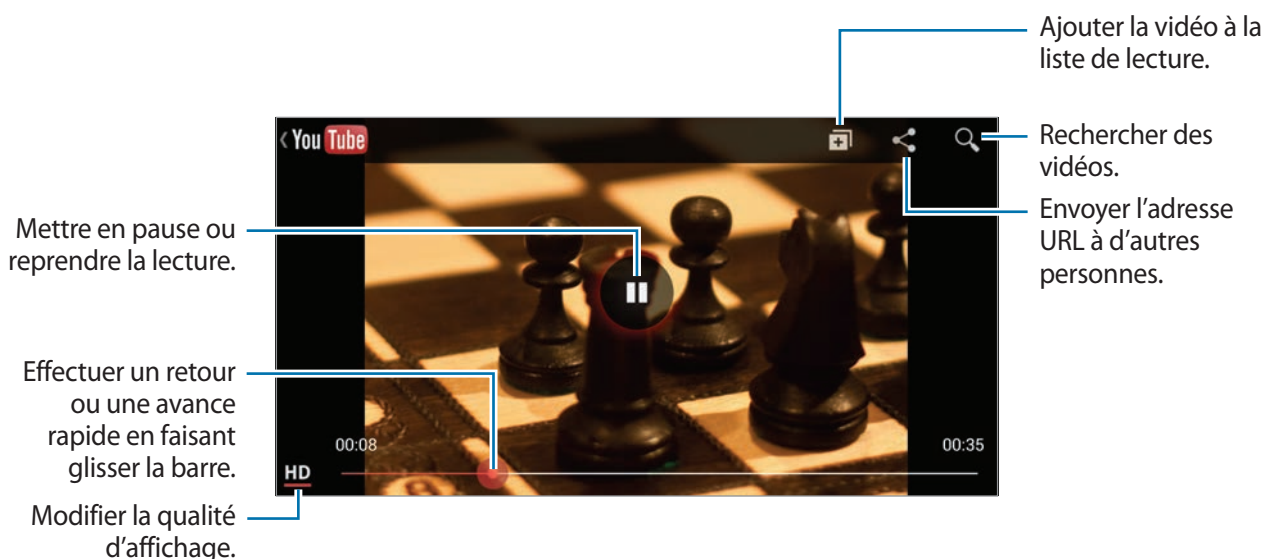 Ajouter la vidéo à la
liste de lecture.
You Tube
Rechercher des
vidéos.
Envoyer l’adresse
URL à d’autres
personnes.
Mettre en pause ou
reprendre la lecture.
Effectuer un retour
ou une avance
rapide en faisant
glisser la barre.
00:08
00:35
HD
Modifier la qualité
d’affichage.